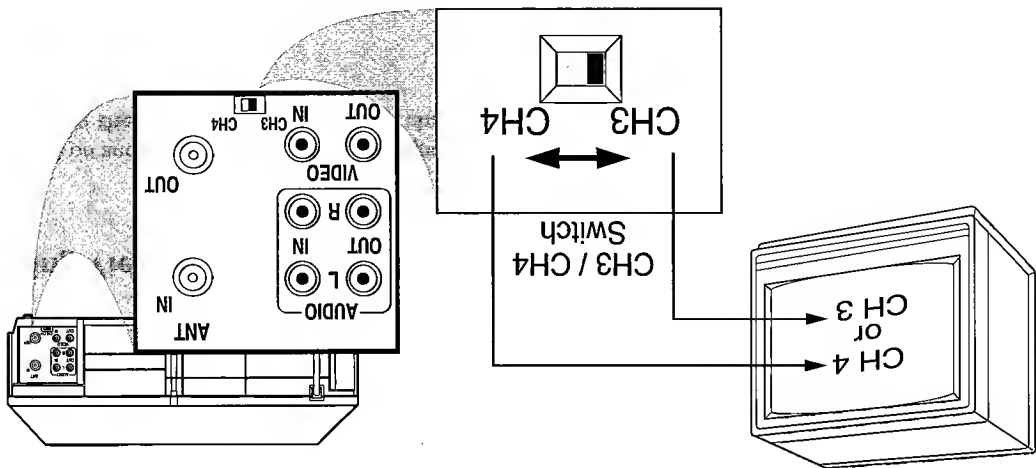 CH 4
or
CH 3
CH3 / CH4
Switch
CH3 CH4
AUDIO
ANT
L
IN
OUT IN
R
VIDEO
OUT
OUT IN
CH3 CH4